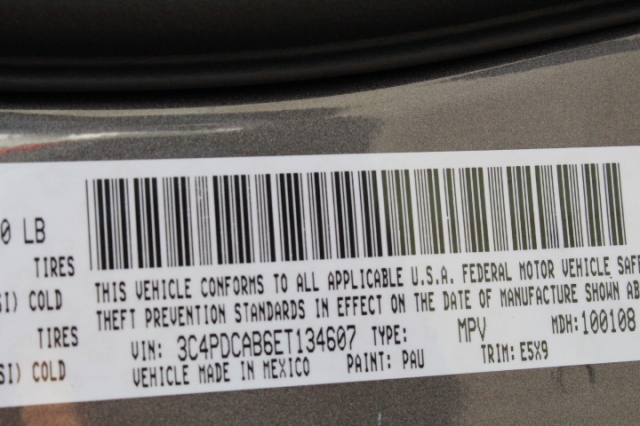 0 LB
TIRES
SI) COLD
TIRES
SI) COLD
THIS VEHICLE CONFORMS TO ALL APPLICABLE U.S.A. FEDERAL MOTOR VEHICLE SAFE
THEFT PREVENTION STANDARDS IN EFFECT ON THE DATE OF MANUFACTURE SHOWN AB
VIN: 3C4PDCAB6ET134607 TYPE: MPV MDH:100108
VEHICLE MADE IN MEXICO PAINT: PAU TRIM: E5X9